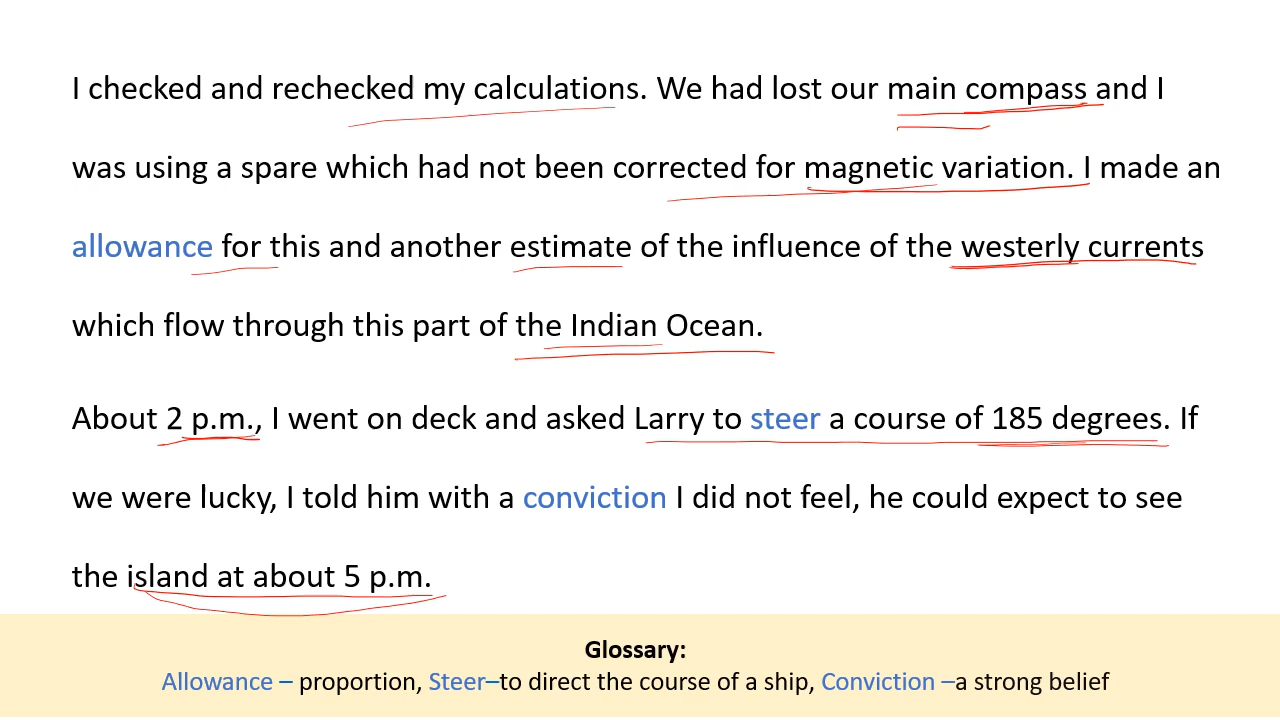 I checked and rechecked my calculations. We had lost our main compass and I
was using a spare which had not been corrected for magnetic variation. I made an
allowance for this and another estimate of the influence of the westerly currents
which flow through this part of the Indian Ocean.
About 2 p.m., I went on deck and asked Larry to steer a course of 185 degrees. If
we were lucky, I told him with a conviction I did not feel, he could expect to see
the island at about 5 p.m.
Glossary:
Allowance – proportion, Steer–to direct the course of a ship, Conviction –a strong belief